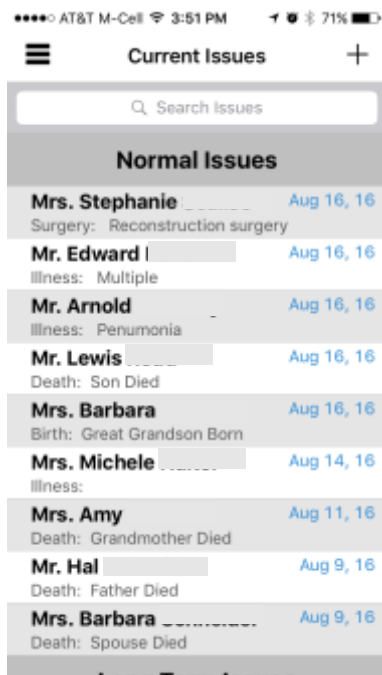 AT&T M-Cell 3:51 PM 71%
Current Issues +
Search Issues
Normal Issues
Mrs. Stephanie Aug 16, 16
Surgery: Reconstruction surgery
Mr. Edward Aug 16, 16
Illness: Multiple
Mr. Arnold Aug 16, 16
Illness: Penumonia
Mr. Lewis Aug 16, 16
Death: Son Died
Mrs. Barbara Aug 16, 16
Birth: Great Grandson Born
Mrs. Michele Aug 14, 16
Illness:
Mrs. Amy Aug 11, 16
Death: Grandmother Died
Mr. Hal Aug 9, 16
Death: Father Died
Mrs. Barbara Aug 9, 16
Death: Spouse Died